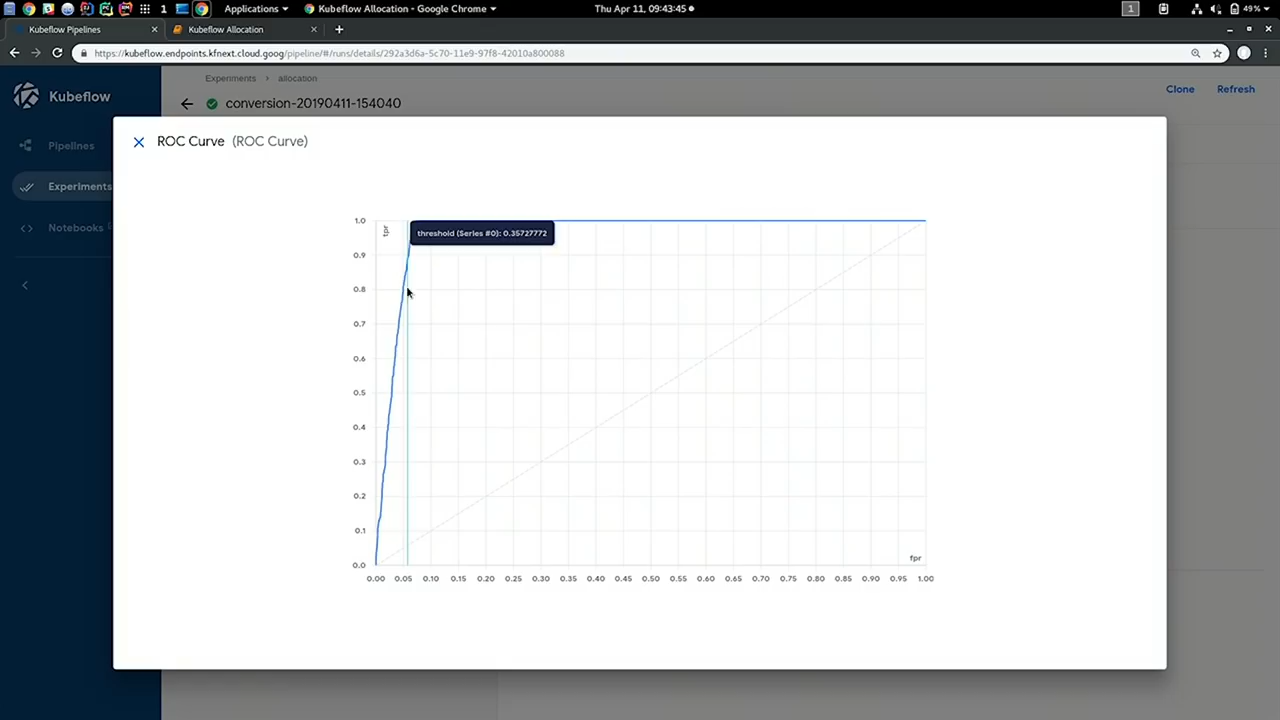 1 Applications Kubeflow Allocation - Google Chrome Thu Apr 11, 09:43:45 1 49%
Kubeflow Pipelines Kubeflow Allocation
https://kubeflow.endpoints.kfnext.cloud.goog/pipeline/#/runs/details/292a3d6a-5c70-11e9-97f8-42010a800088
Kubeflow
Experiments > allocation
conversion-20190411-154040
Clone Refresh
Pipelines
Experiments
Notebooks
ROC Curve (ROC Curve)
tpr
threshold (Series #0): 0.35727772
1.0
0.9
0.8
0.7
0.6
0.5
0.4
0.3
0.2
0.1
0.0
fpr
0.00 0.05 0.10 0.15 0.20 0.25 0.30 0.35 0.40 0.45 0.50 0.55 0.60 0.65 0.70 0.75 0.80 0.85 0.90 0.95 1.00